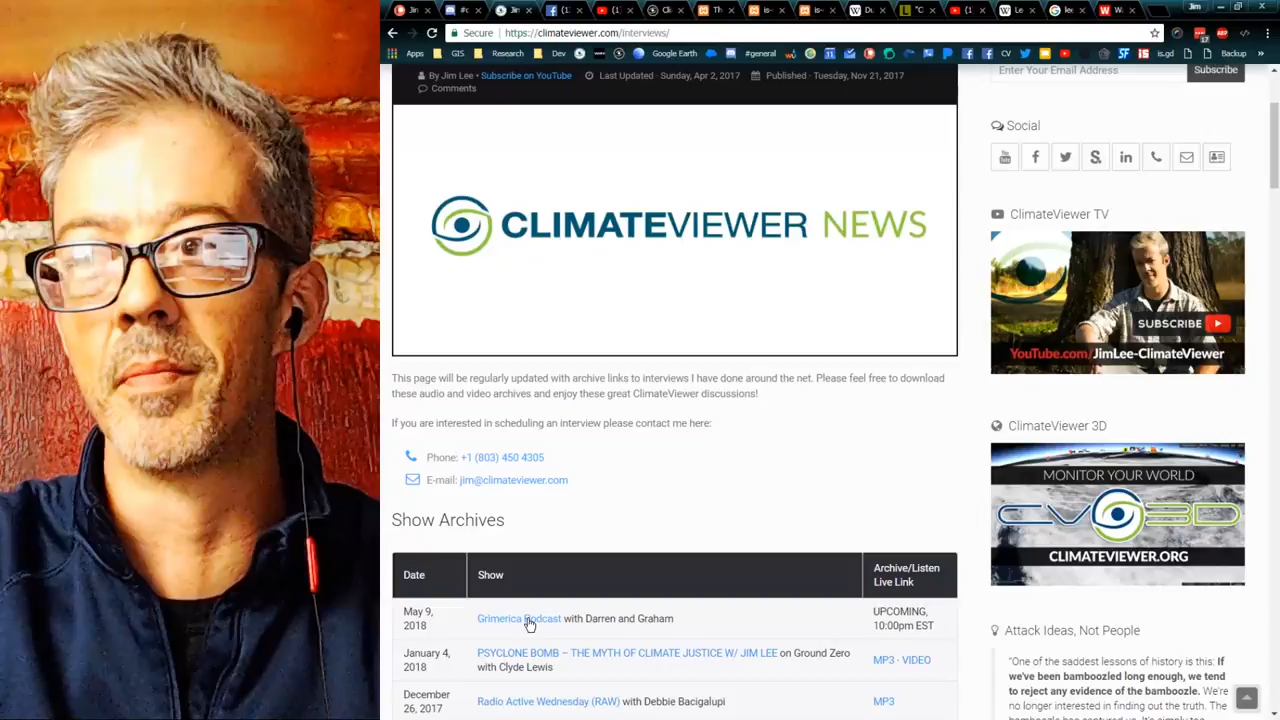 Jim
Secure https://climateviewer.com/interviews/
Apps GIS Research Dev Google Earth #general CV is.gd Backup
By Jim Lee • Subscribe on YouTube Last Updated · Sunday, Apr 2, 2017 Published · Tuesday, Nov 21, 2017
Comments
CLIMATEVIEWER NEWS
This page will be regularly updated with archive links to interviews I have done around the net. Please feel free to download
these audio and video archives and enjoy these great ClimateViewer discussions!
If you are interested in scheduling an interview please contact me here:
Phone: +1 (803) 450 4305
E-mail: jim@climateviewer.com
Show Archives
Date Show Archive/Listen
Live Link
May 9,
2018
Grimerica Podcast with Darren and Graham
UPCOMING,
10:00pm EST
January 4,
2018
PSYCLONE BOMB – THE MYTH OF CLIMATE JUSTICE W/ JIM LEE on Ground Zero
with Clyde Lewis
MP3 · VIDEO
December
26, 2017
Radio Active Wednesday (RAW) with Debbie Bacigalupi
MP3
Enter Your Email Address Subscribe
Social
ClimateViewer TV
SUBSCRIBE
YouTube.com/JimLee-ClimateViewer
ClimateViewer 3D
MONITOR YOUR WORLD
CV3D
CLIMATEVIEWER.ORG
Attack Ideas, Not People
“One of the saddest lessons of history is this: If
we’ve been bamboozled long enough, we tend
to reject any evidence of the bamboozle. We’re
no longer interested in finding out the truth. The